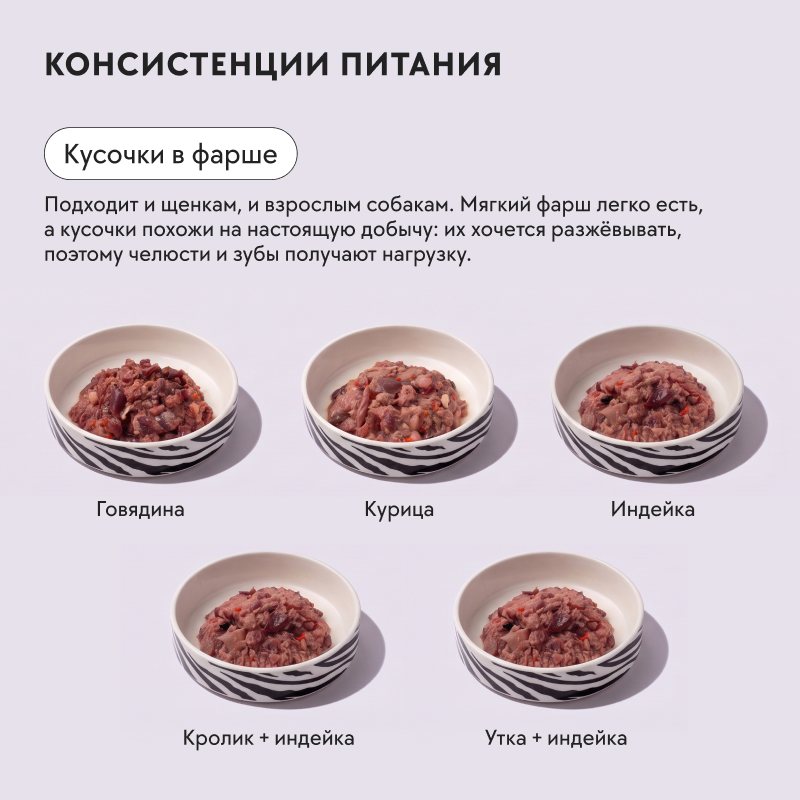 КОНСИСТЕНЦИИ ПИТАНИЯ
Кусочки в фарше
Подходит и щенкам, и взрослым собакам. Мягкий фарш легко есть,
а кусочки похожи на настоящую добычу: их хочется разжёвывать,
поэтому челюсти и зубы получают нагрузку.
Говядина
Курица
Индейка
Кролик + индейка
Утка + индейка